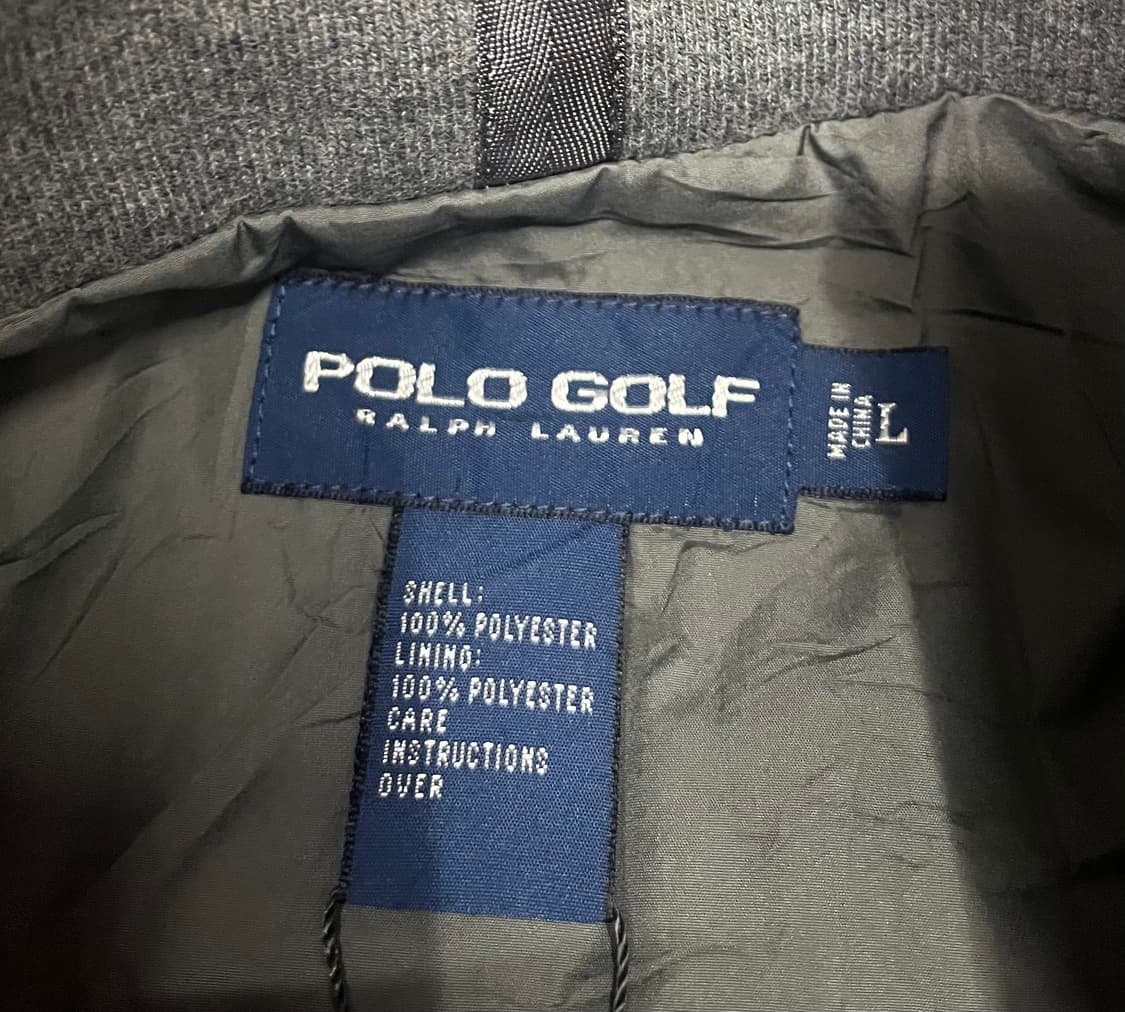 POLO GOLF
RALPH LAUREN
MADE IN
CHINA
L
SHELL:
100% POLYESTER
LINING:
100% POLYESTER
CARE
INSTRUCTIONS
OVER